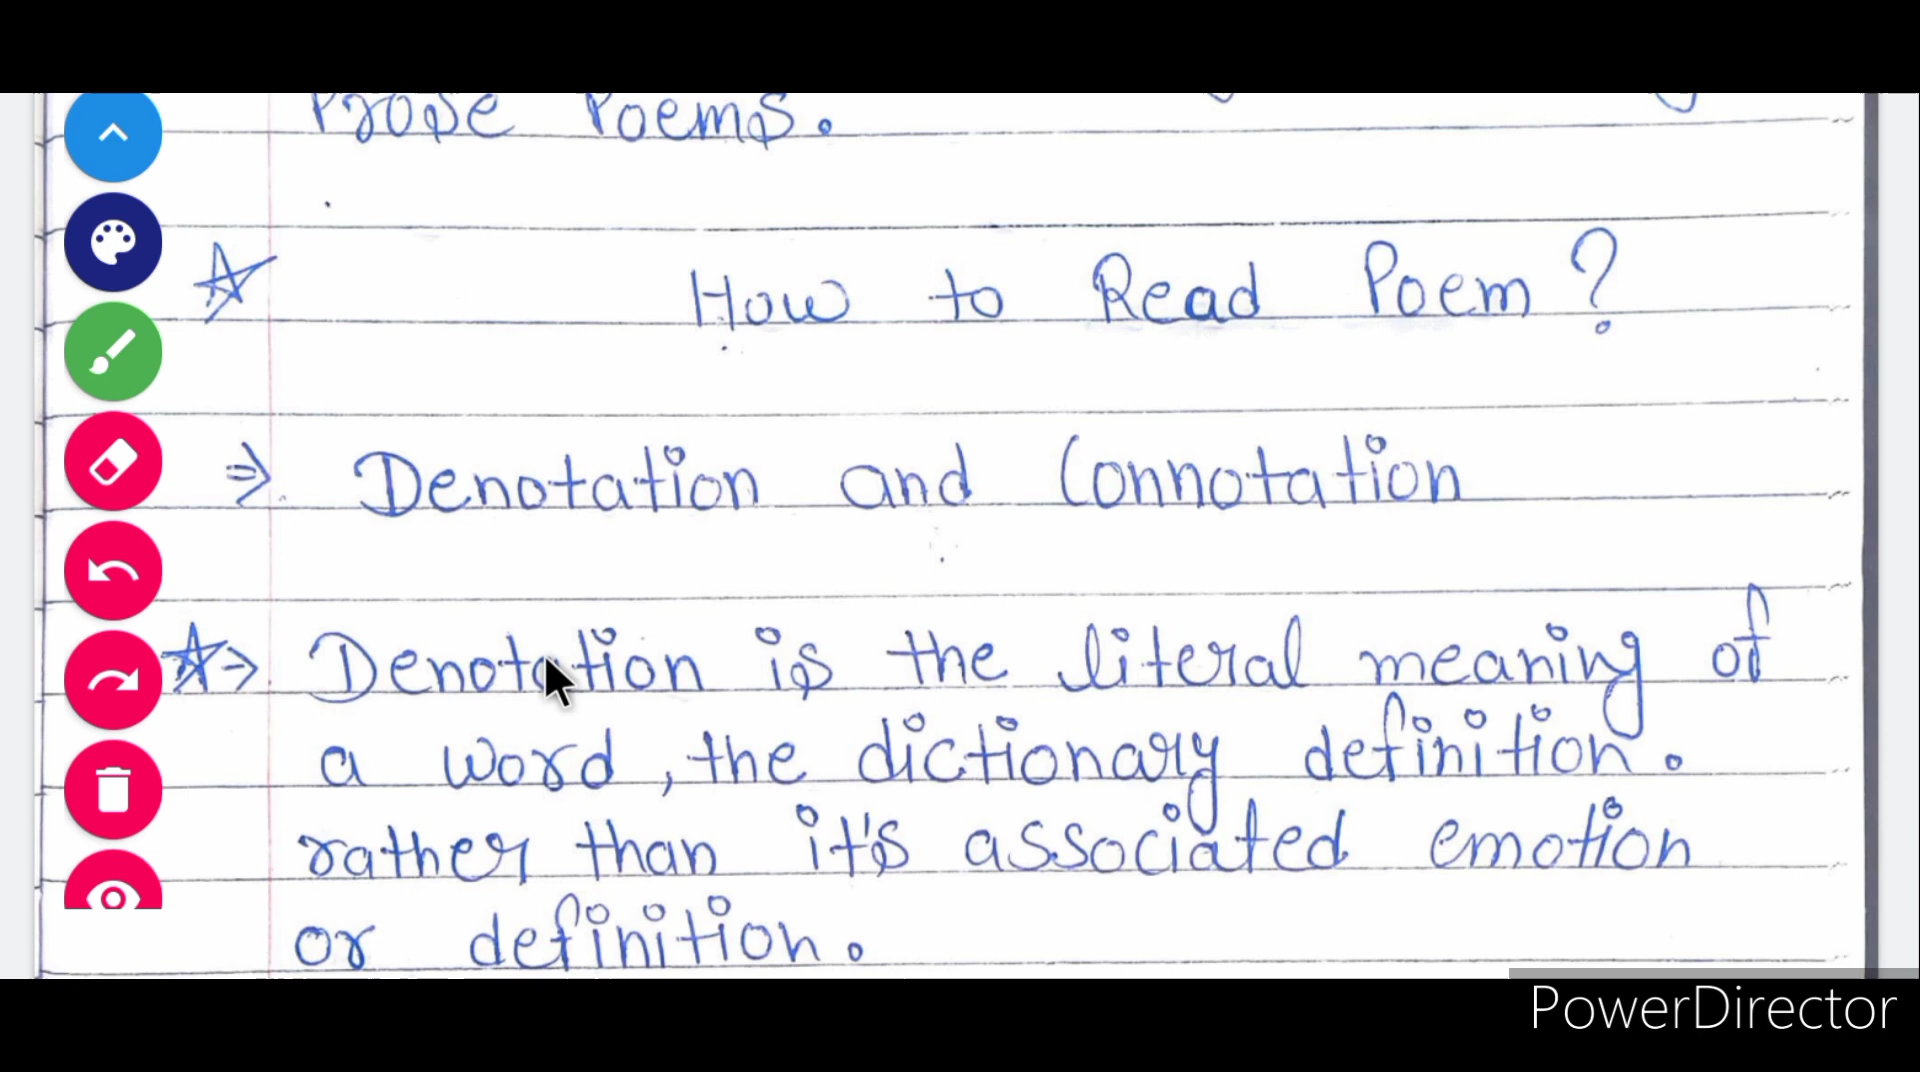 Prose Poems.
How to Read Poem?
⇒ Denotation and Connotation
☆→ Denotation is the literal meaning of
a word, the dictionary definition.
rather than it's associated emotion
or definition.
PowerDirector